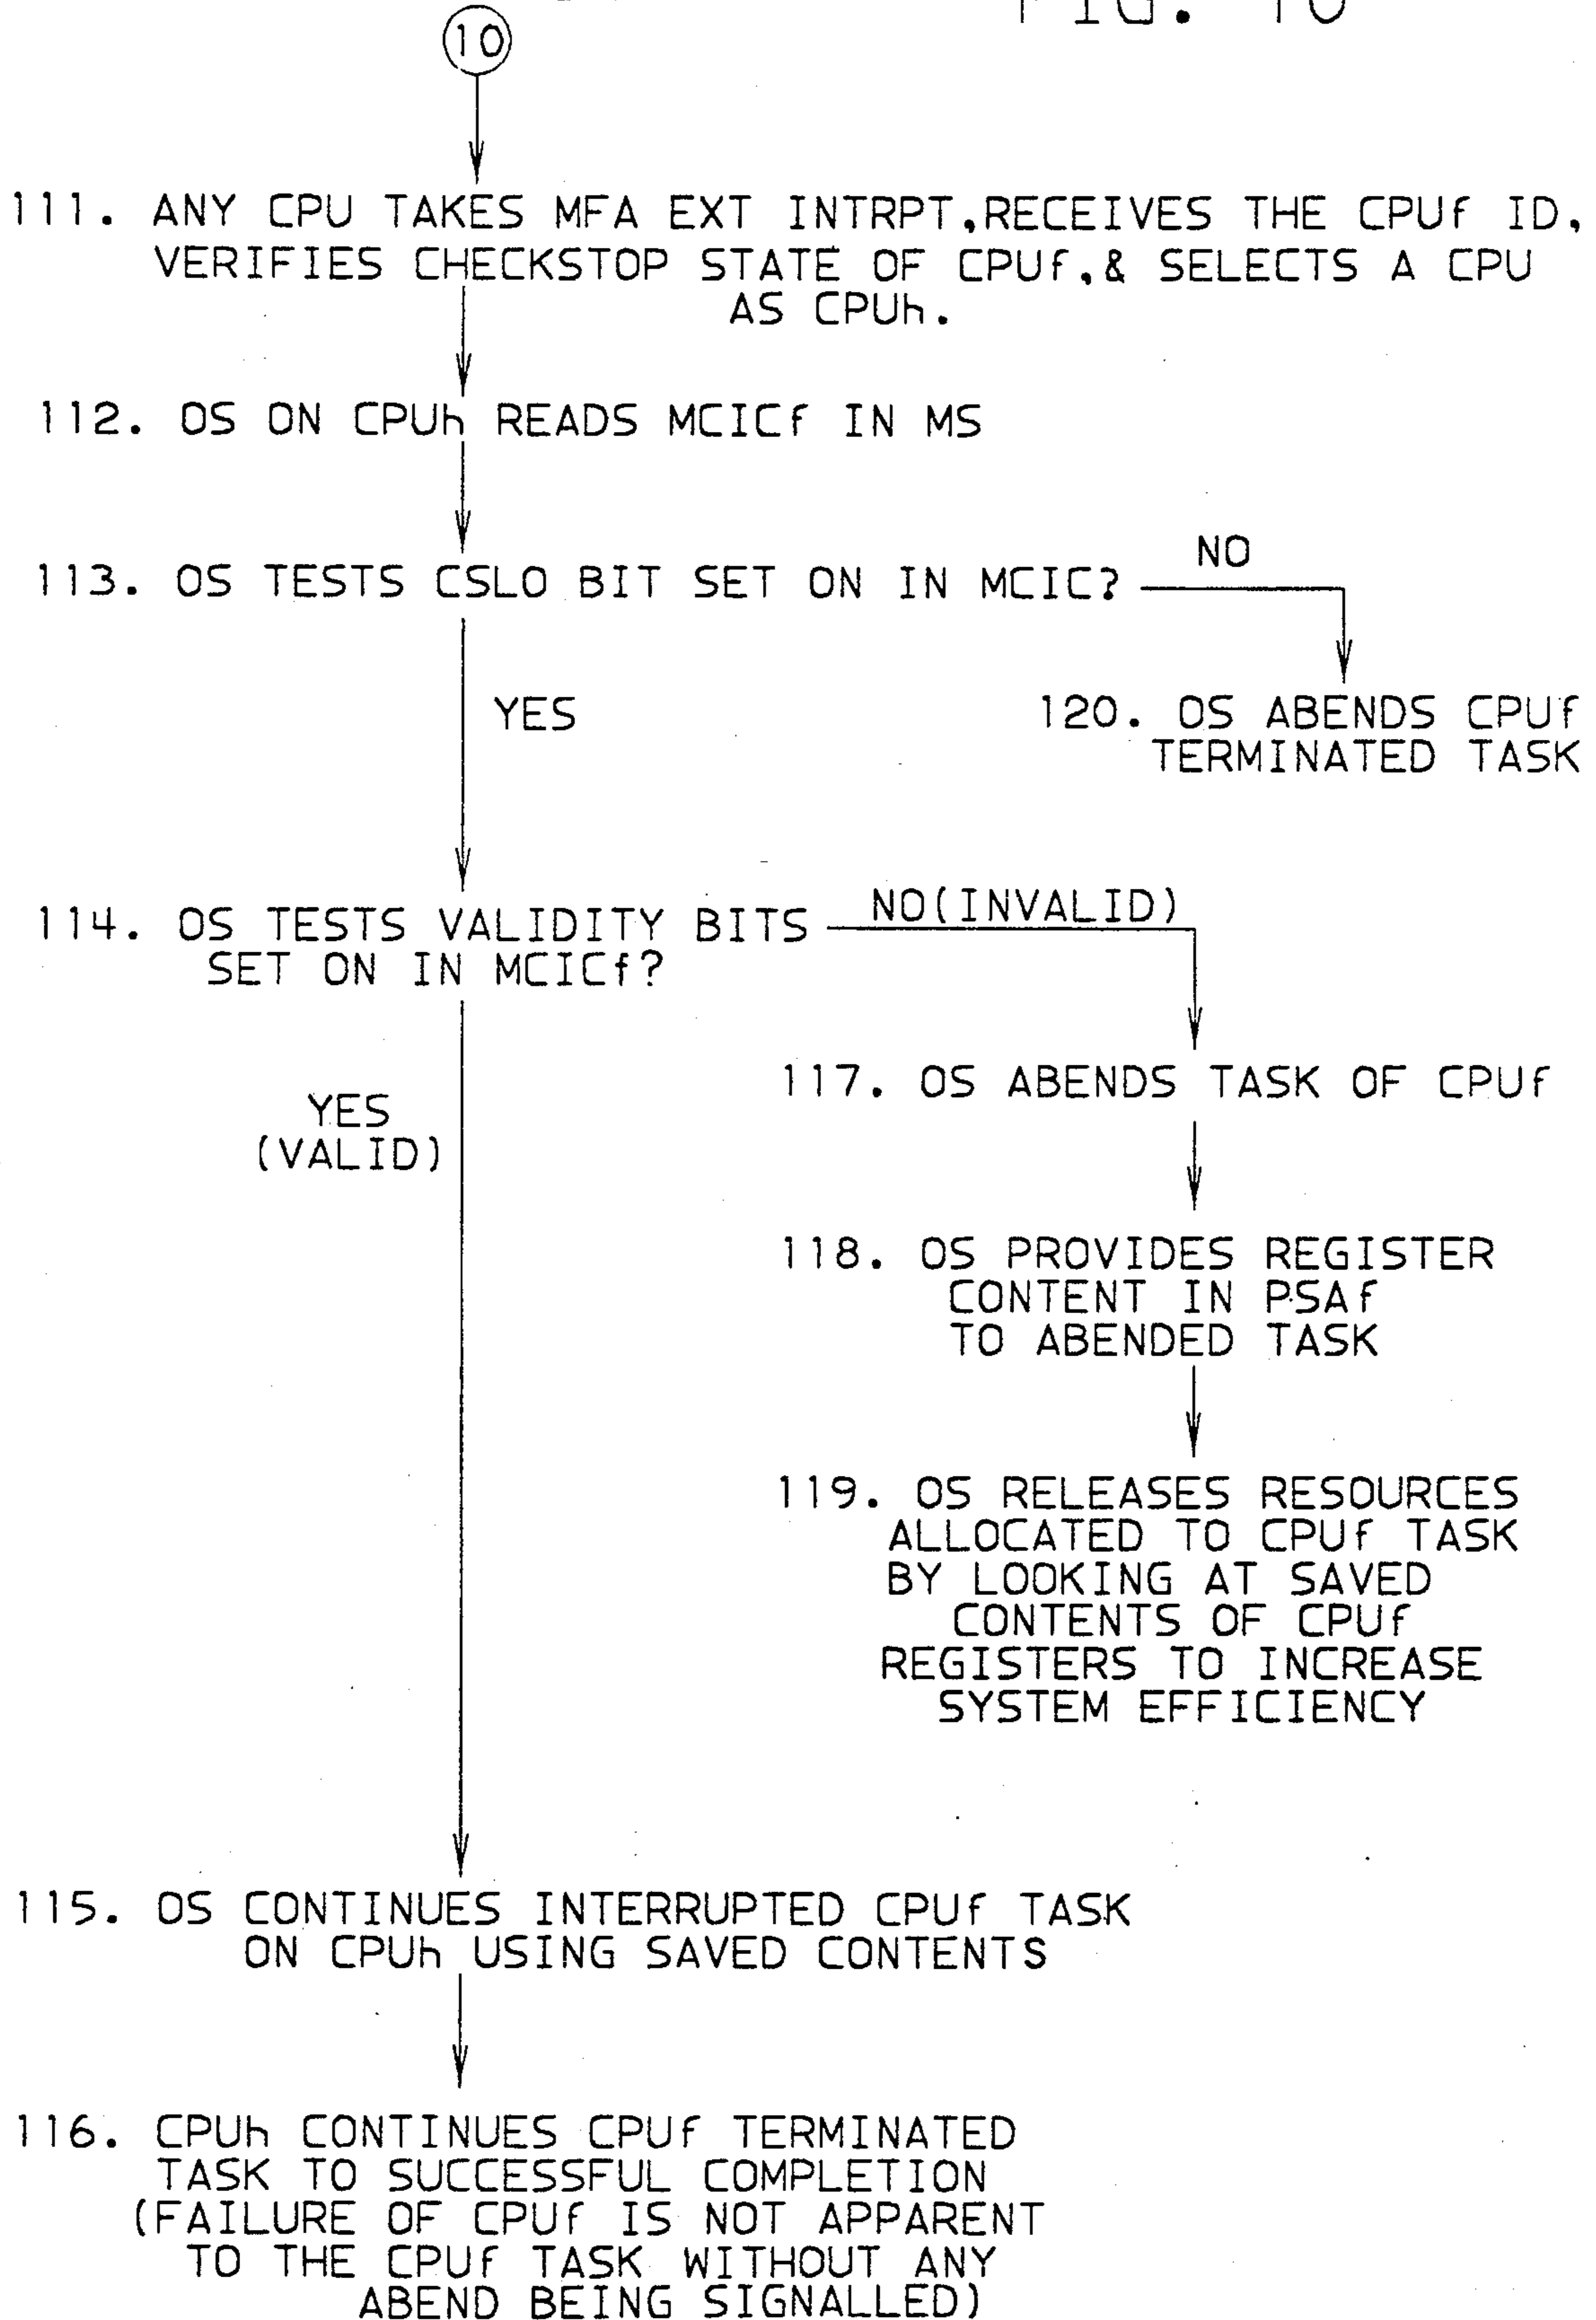 FIG. 10
10
111. ANY CPU TAKES MFA EXT INTRPT,RECEIVES THE CPUf ID,
VERIFIES CHECKSTOP STATE OF CPUf,& SELECTS A CPU
AS CPUh.
112. OS ON CPUh READS MCICf IN MS
113. OS TESTS CSLO BIT SET ON IN MCIC?
NO
YES
120. OS ABENDS CPUf
TERMINATED TASK
114. OS TESTS VALIDITY BITS
SET ON IN MCICf?
NO(INVALID)
YES
(VALID)
117. OS ABENDS TASK OF CPUf
118. OS PROVIDES REGISTER
CONTENT IN PSAf
TO ABENDED TASK
119. OS RELEASES RESOURCES
ALLOCATED TO CPUf TASK
BY LOOKING AT SAVED
CONTENTS OF CPUf
REGISTERS TO INCREASE
SYSTEM EFFICIENCY
115. OS CONTINUES INTERRUPTED CPUf TASK
ON CPUh USING SAVED CONTENTS
116. CPUh CONTINUES CPUf TERMINATED
TASK TO SUCCESSFUL COMPLETION
(FAILURE OF CPUf IS NOT APPARENT
TO THE CPUf TASK WITHOUT ANY
ABEND BEING SIGNALLED)